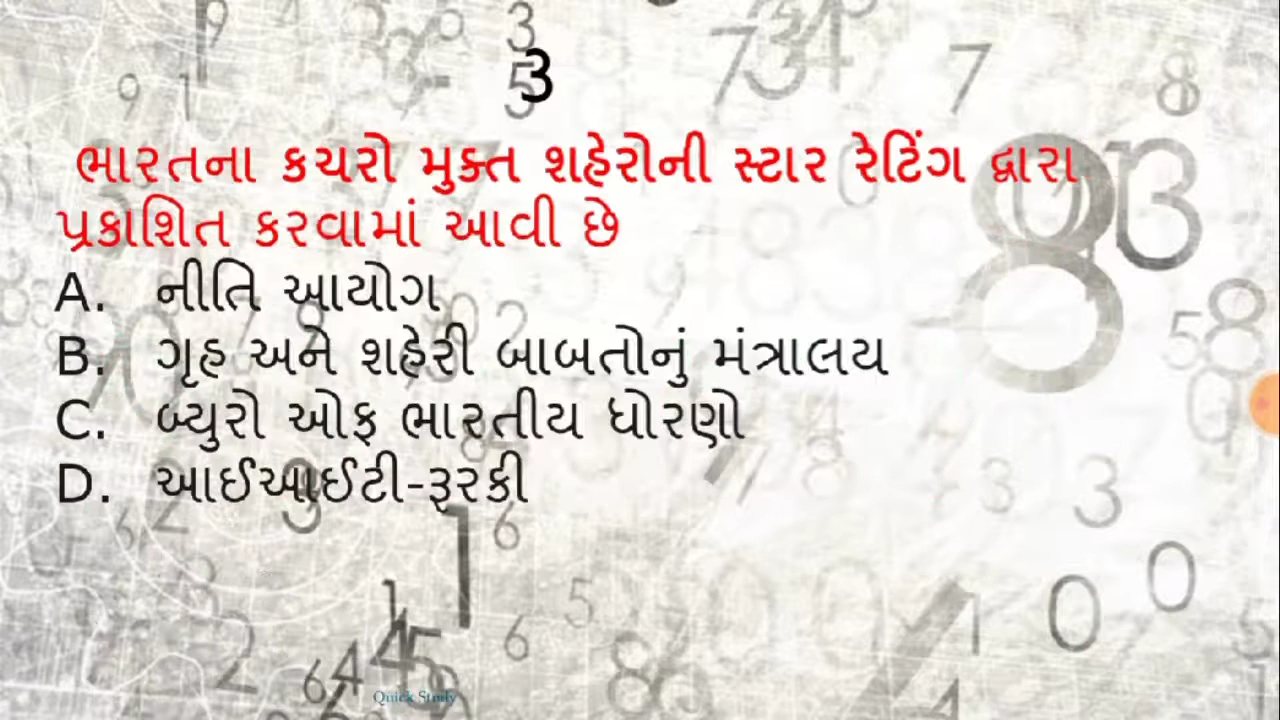 3
ભારતના કચરો મુક્ત શહેરોની સ્ટાર રેટિંગ દ્વારા
પ્રકાશિત કરવામાં આવી છે
A. નીતિ આયોગ
B. ગૃહ અને શહેરી બાબતોનું મંત્રાલય
C. બ્યુરો ઓફ ભારતીય ધોરણો
D. આઈઆઈટી-રૂરકી
Quick Study